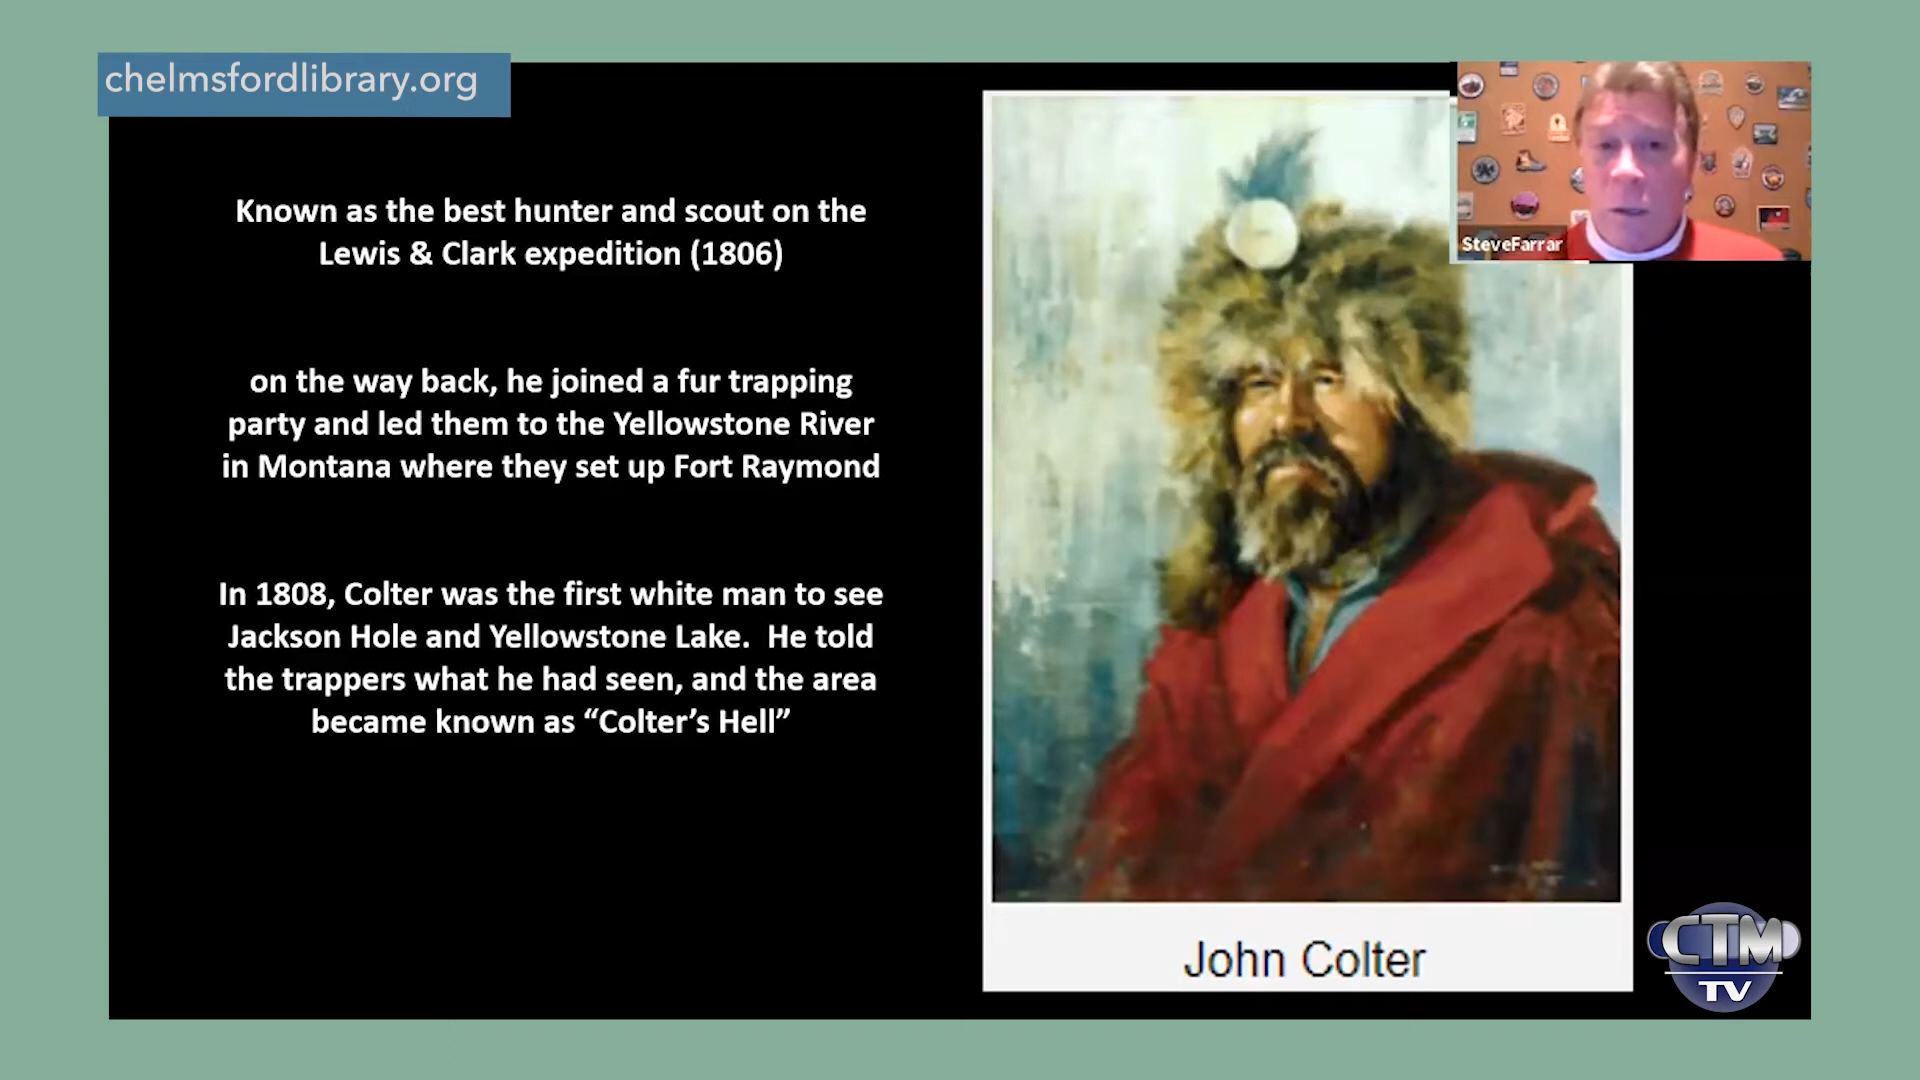 chelmsfordlibrary.org
Known as the best hunter and scout on the
Lewis & Clark expedition (1806)
on the way back, he joined a fur trapping
party and led them to the Yellowstone River
in Montana where they set up Fort Raymond
In 1808, Colter was the first white man to see
Jackson Hole and Yellowstone Lake.  He told
the trappers what he had seen, and the area
became known as “Colter’s Hell”
SteveFarrar
John Colter
CTM
TV